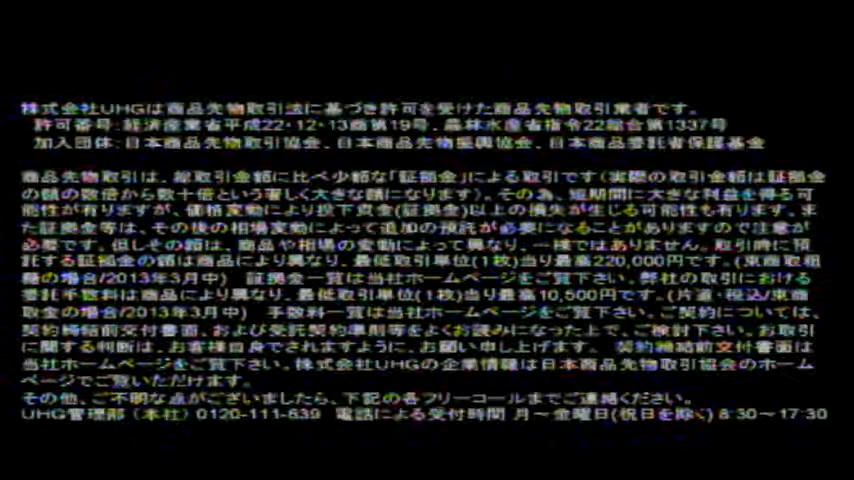 株式会社UHGは商品先物取引法に基づき許可を受けた商品先物取引業者です。
許可番号:経済産業省平成22・12・13商第19号、農林水産省指令22総合第1337号
加入団体:日本商品先物取引協会、日本商品先物振興協会、日本商品委託者保護基金
商品先物取引は、総取引金額に比べ少額な「証拠金」による取引です(実際の取引金額は証拠金
の額の数倍から数十倍という著しく大きな額になります)。その為、短期間に大きな利益を得る可
能性が有りますが、価格変動により投下資金(証拠金)以上の損失が生じる可能性も有ります。ま
た証拠金等は、その後の相場変動によって追加の預託が必要になることがありますので注意が
必要です。但しその額は、商品や相場の変動によって異なり、一様ではありません。取引時に預
託する証拠金の額は商品により異なり、最低取引単位(1枚)当り最高220,000円です。(東商取粗
糖の場合/2013年3月中) 証拠金一覧は当社ホームページをご覧下さい。弊社の取引における
委託手数料は商品により異なり、最低取引単位(1枚)当り最高10,500円です。(片道・税込/東商
取金の場合/2013年3月中) 手数料一覧は当社ホームページをご覧下さい。ご契約については、
契約締結前交付書面、および受託契約準則等をよくお読みになった上で、ご検討下さい。お取引
に関する判断は、お客様自身でされますように、お願い申し上げます。 契約締結前交付書面は
当社ホームページをご覧下さい。株式会社UHGの企業情報は日本商品先物取引協会のホーム
ページでご覧いただけます。
その他、ご不明な点がございましたら、下記の各フリーコールまでご連絡ください。
UHG管理部(本社) 0120-111-639 電話による受付時間 月～金曜日(祝日を除く) 8:30～17:30